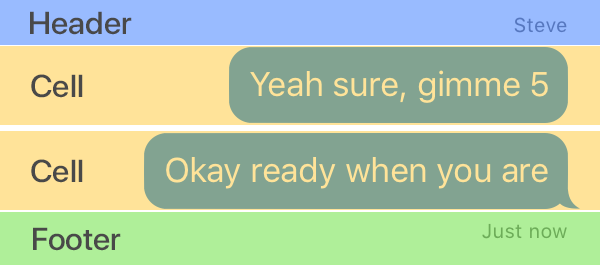 Header Steve
Cell Yeah sure, gimme 5
Cell Okay ready when you are
Footer Just now